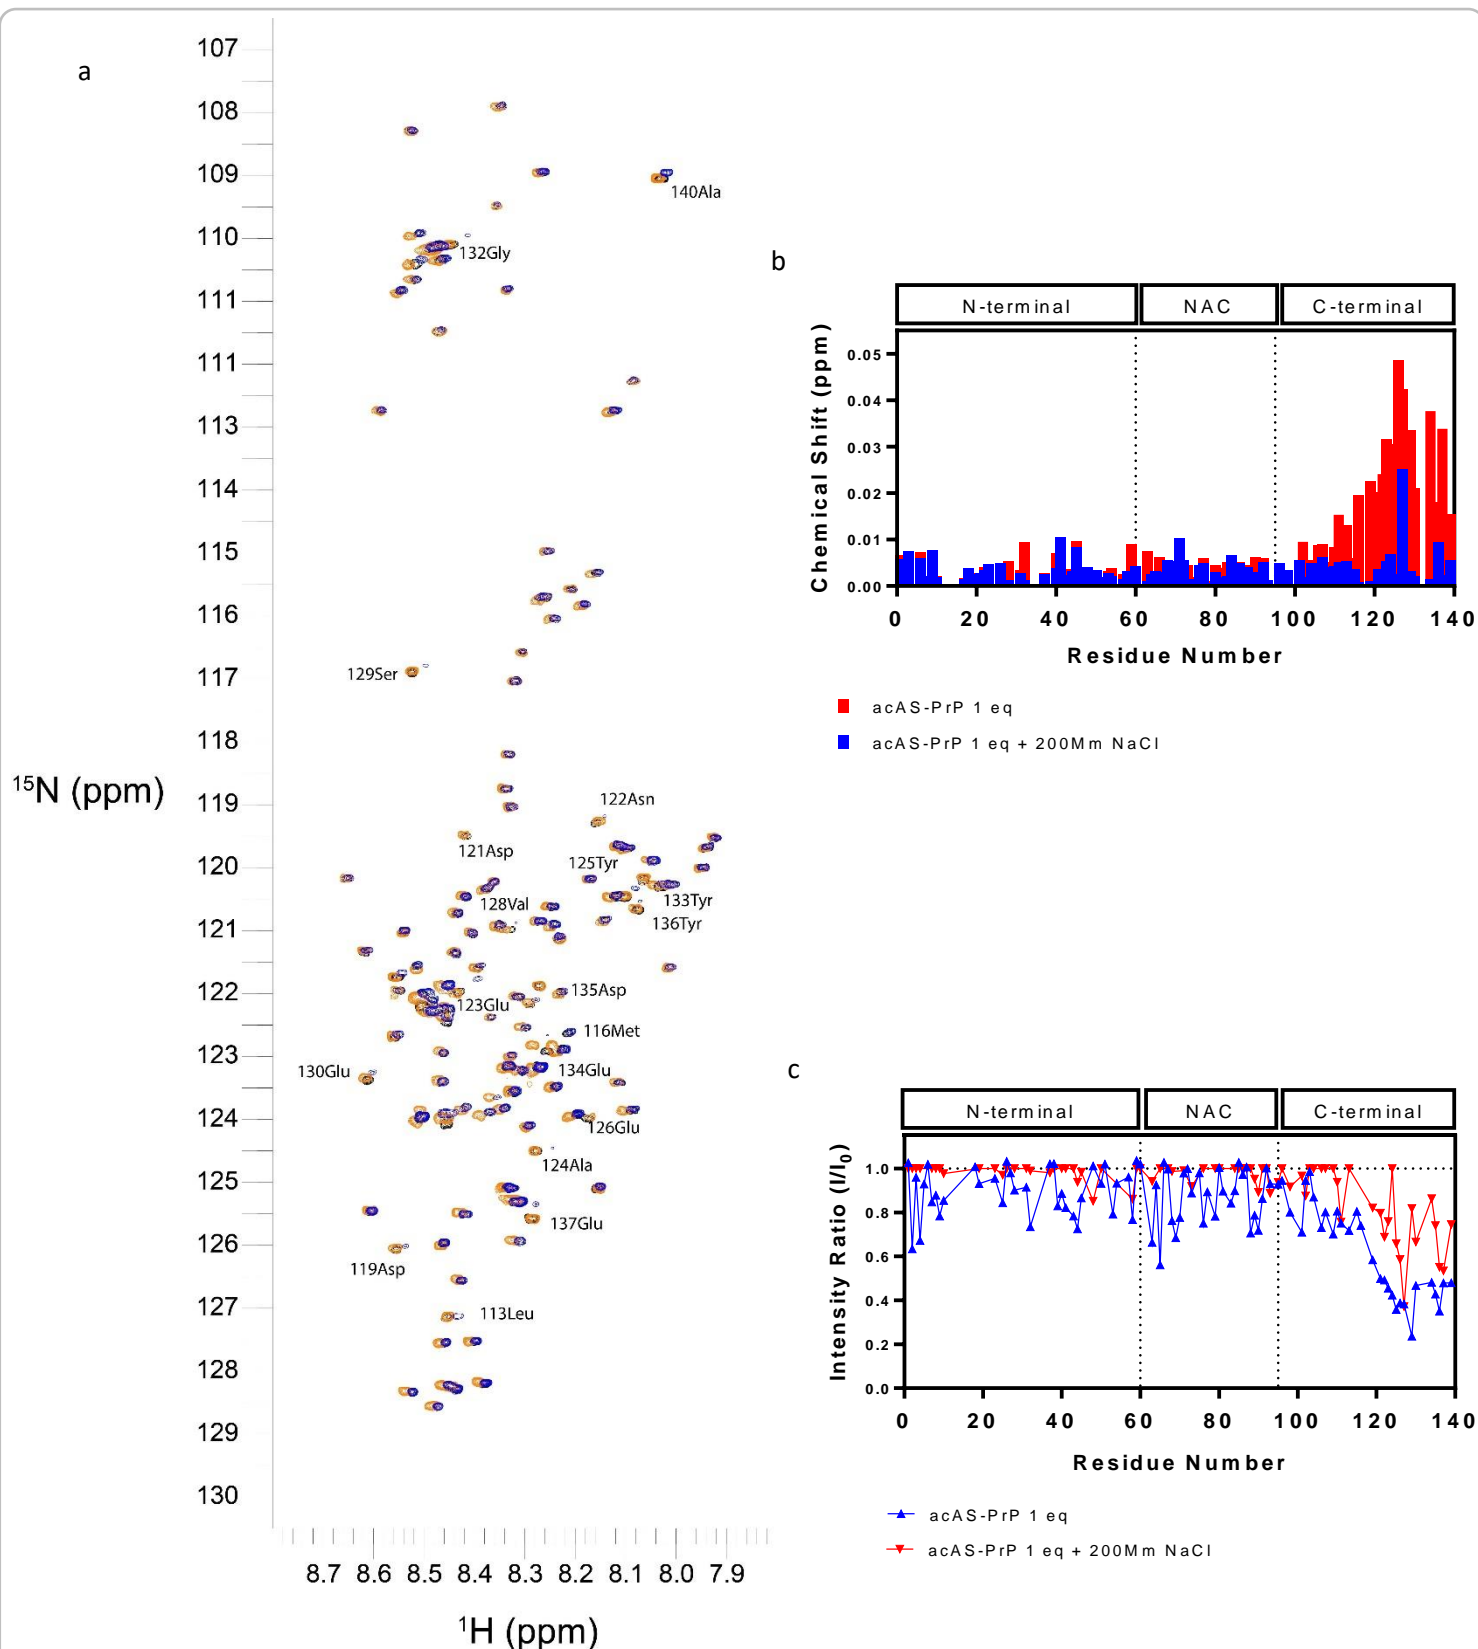 a
107
108
109
140Ala
110
132Gly
111
111
113
114
115
116
117
129Ser
118
119
122Asn
121Asp
120
125Tyr
128Val
133Tyr
136Tyr
121
122
135Asp
123Glu
116Met
123
130Glu
134Glu
124
126Glu
124Ala
125
137Glu
126
119Asp
127
113Leu
128
129
130
15N (ppm)
8.7 8.6 8.5 8.4 8.3 8.2 8.1 8.0 7.9
1H (ppm)
b
N-terminal NAC C-terminal
Chemical Shift (ppm)
0.05
0.04
0.03
0.02
0.01
0.00
0 20 40 60 80 100 120 140
Residue Number
acAS-PrP 1 eq
acAS-PrP 1 eq + 200Mm NaCl
c
N-terminal NAC C-terminal
Intensity Ratio (I/I0)
1.0
0.8
0.6
0.4
0.2
0.0
0 20 40 60 80 100 120 140
Residue Number
acAS-PrP 1 eq
acAS-PrP 1 eq + 200Mm NaCl